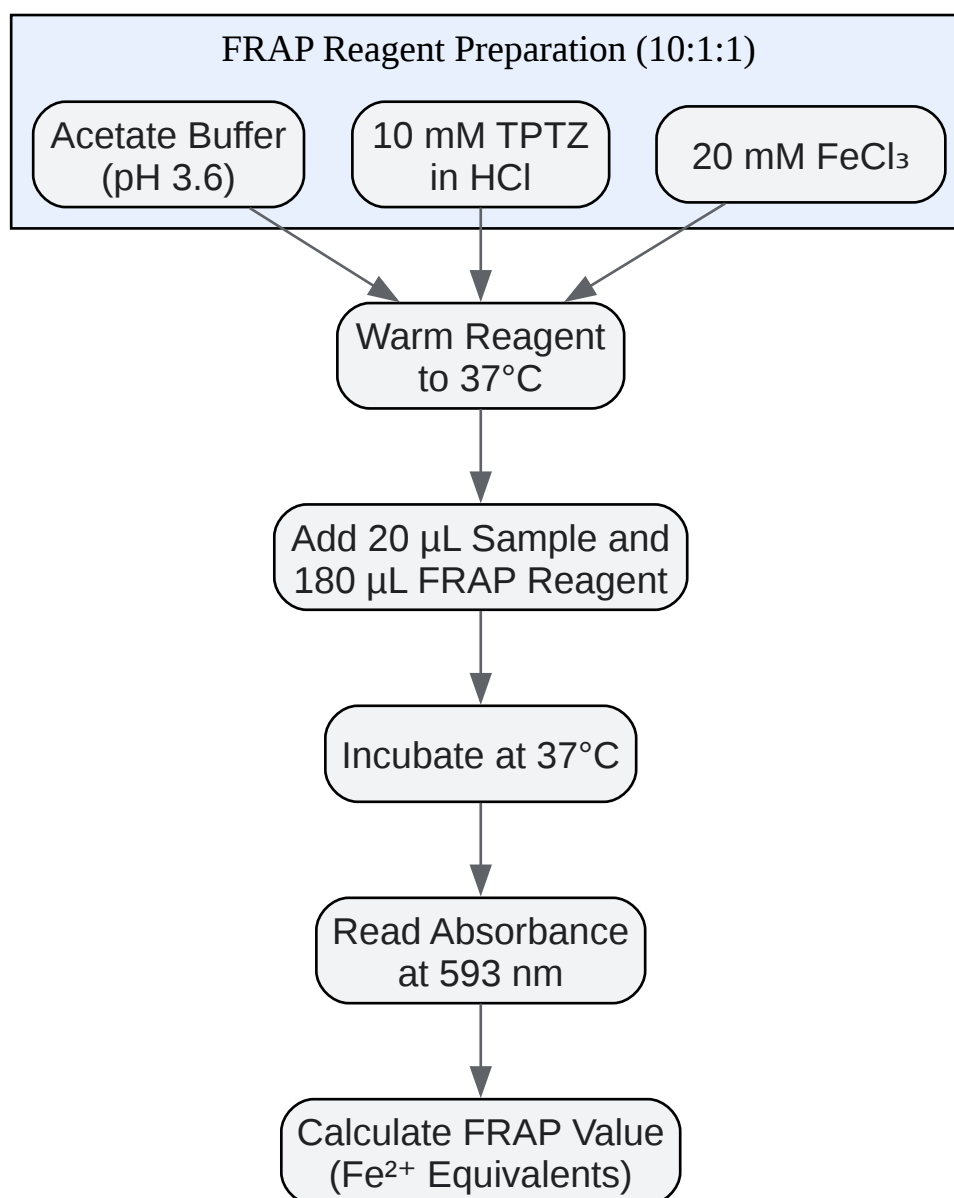 FRAP Reagent Preparation (10:1:1)
Acetate Buffer
(pH 3.6)
10 mM TPTZ
in HCl
20 mM FeCl₃
Warm Reagent
to 37°C
Add 20 µL Sample and
180 µL FRAP Reagent
Incubate at 37°C
Read Absorbance
at 593 nm
Calculate FRAP Value
(Fe²⁺ Equivalents)